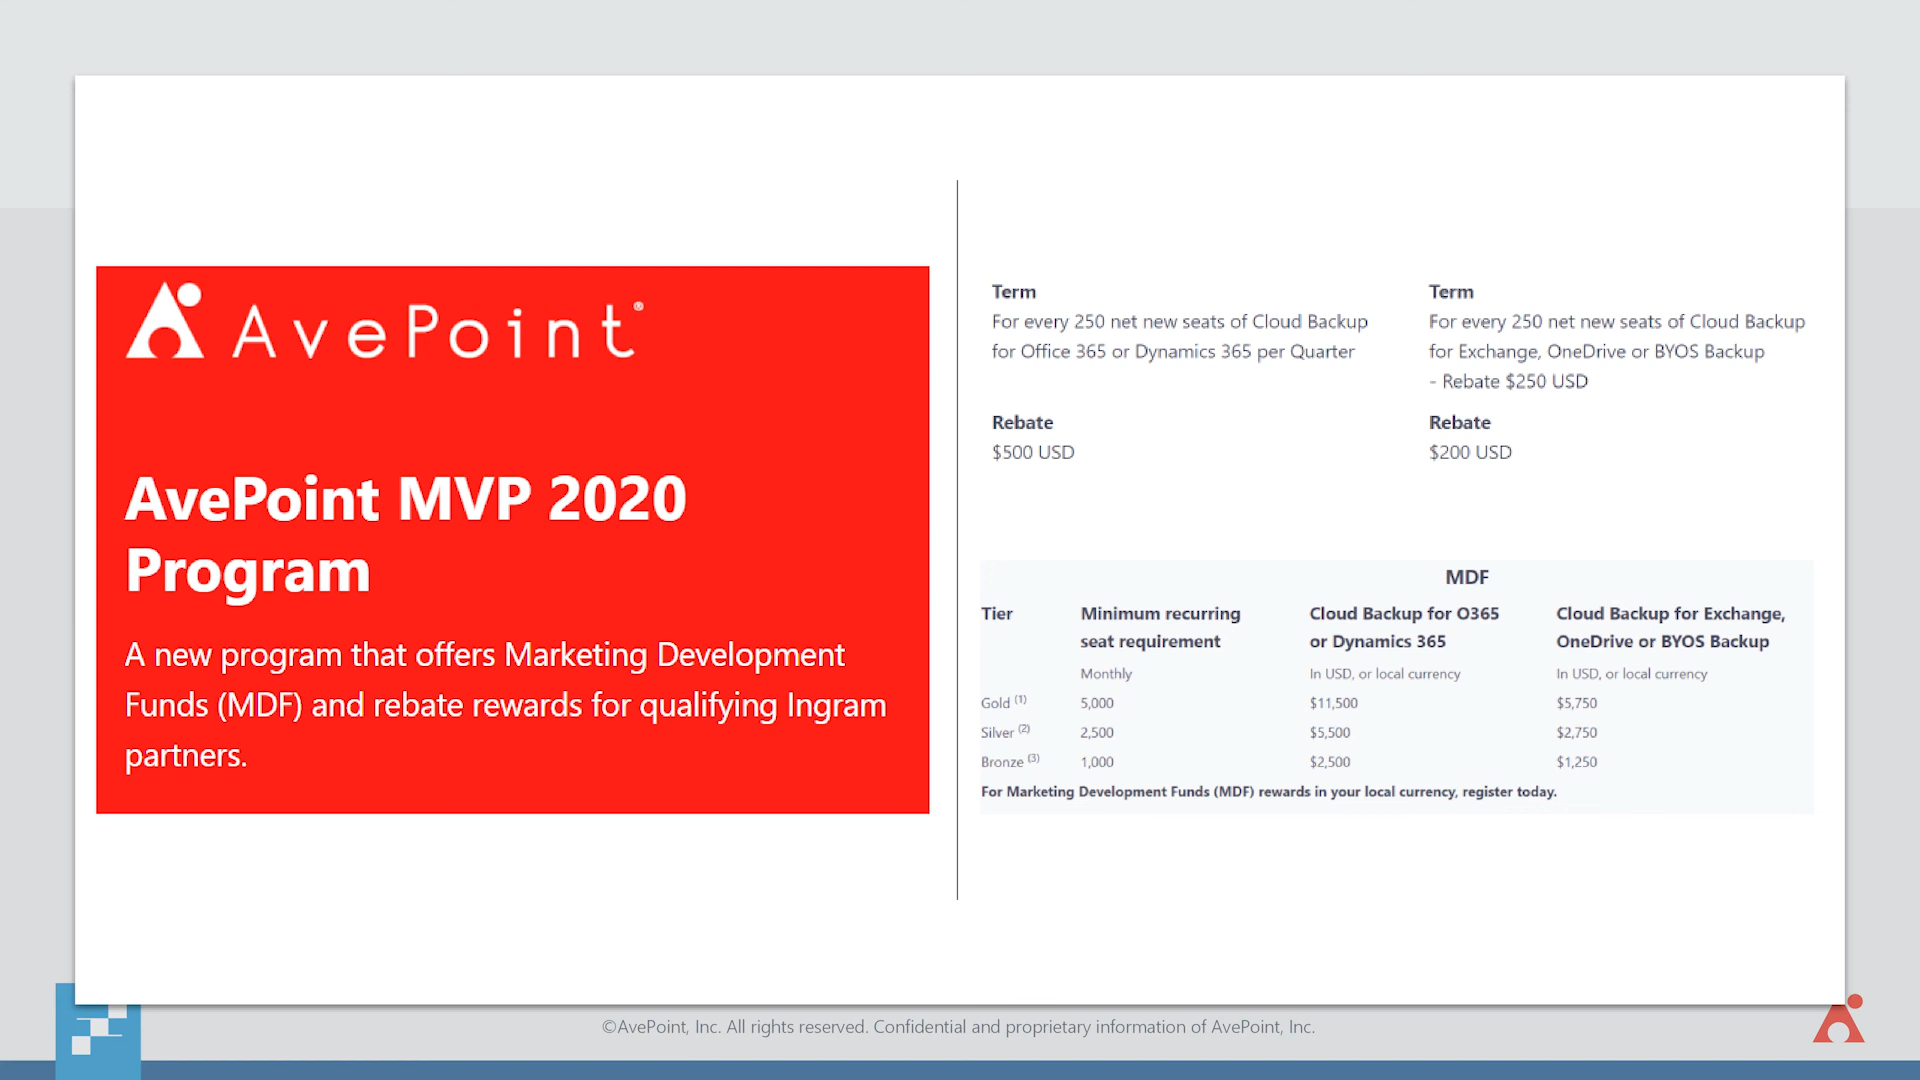 AvePoint®
AvePoint MVP 2020
Program
A new program that offers Marketing Development
Funds (MDF) and rebate rewards for qualifying Ingram
partners.
Term
For every 250 net new seats of Cloud Backup
for Office 365 or Dynamics 365 per Quarter
Rebate
$500 USD
Term
For every 250 net new seats of Cloud Backup
for Exchange, OneDrive or BYOS Backup
- Rebate $250 USD
Rebate
$200 USD
MDF
Tier Minimum recurring Cloud Backup for O365 Cloud Backup for Exchange,
seat requirement or Dynamics 365 OneDrive or BYOS Backup
Monthly In USD, or local currency In USD, or local currency
Gold (1) 5,000 $11,500 $5,750
Silver (2) 2,500 $5,500 $2,750
Bronze (3) 1,000 $2,500 $1,250
For Marketing Development Funds (MDF) rewards in your local currency, register today.
©AvePoint, Inc. All rights reserved. Confidential and proprietary information of AvePoint, Inc.